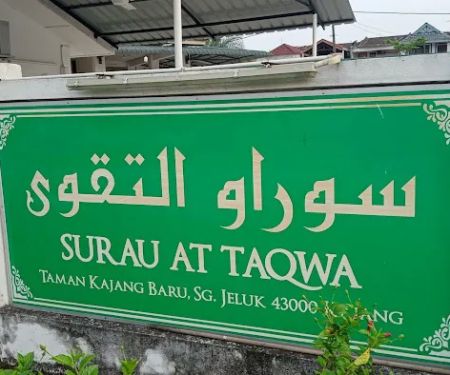 سوراو التقوى
SURAU AT TAQWA
TAMAN KAJANG BARU, SG. JELUK 43000